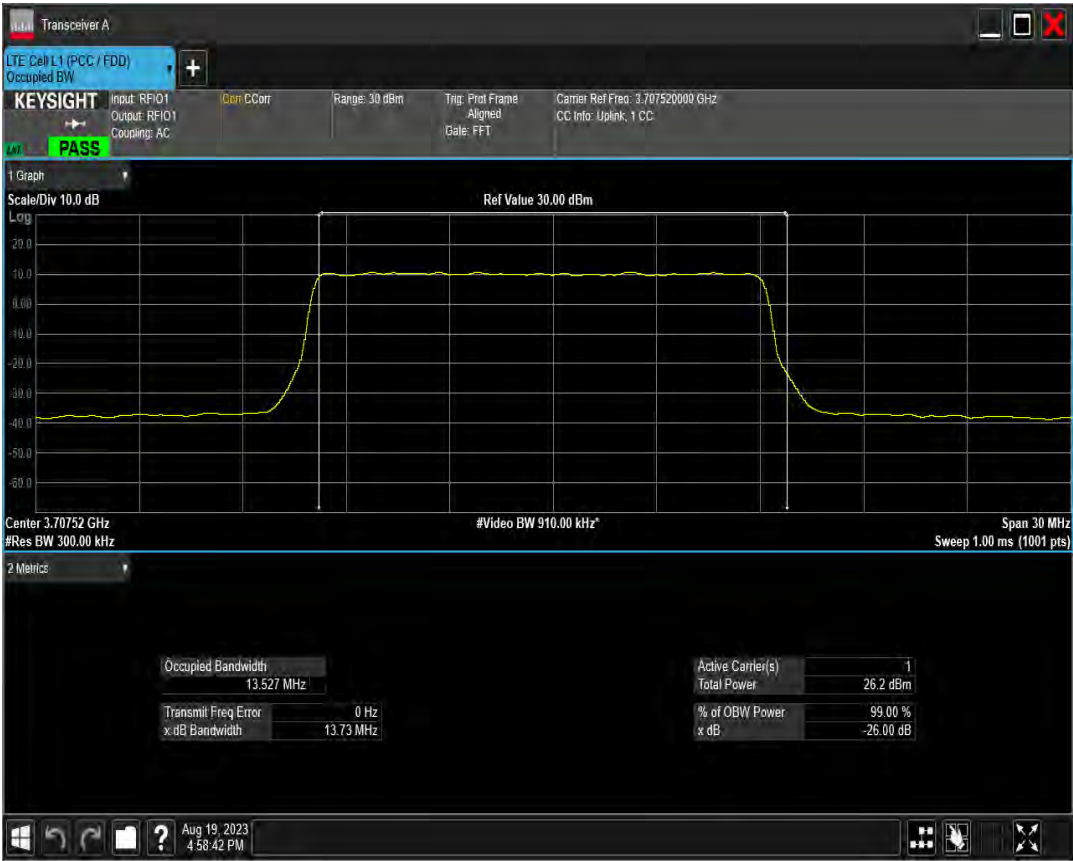 Transceiver A
LTE Cell L1 (PCC / FDD)
Occupied BW
+
KEYSIGHT
Input: RFIO1
Output: RFIO1
Coupling: AC
Corr CCorr
Range: 30 dBm
Trig: Prot Frame
Aligned
Gate: FFT
Carrier Ref Freq: 3.707520000 GHz
CC Info: Uplink, 1 CC
PASS
1 Graph
Scale/Div 10.0 dB
Ref Value 30.00 dBm
Log
20.0
10.0
0.00
-10.0
-20.0
-30.0
-40.0
-50.0
-60.0
Center 3.70752 GHz
#Video BW 910.00 kHz*
Span 30 MHz
#Res BW 300.00 kHz
Sweep 1.00 ms (1001 pts)
2 Metrics
Occupied Bandwidth
13.527 MHz
Transmit Freq Error 0 Hz
x dB Bandwidth 13.73 MHz
Active Carrier(s) 1
Total Power 26.2 dBm
% of OBW Power 99.00 %
x dB -26.00 dB
?
Aug 19, 2023
4:58:42 PM